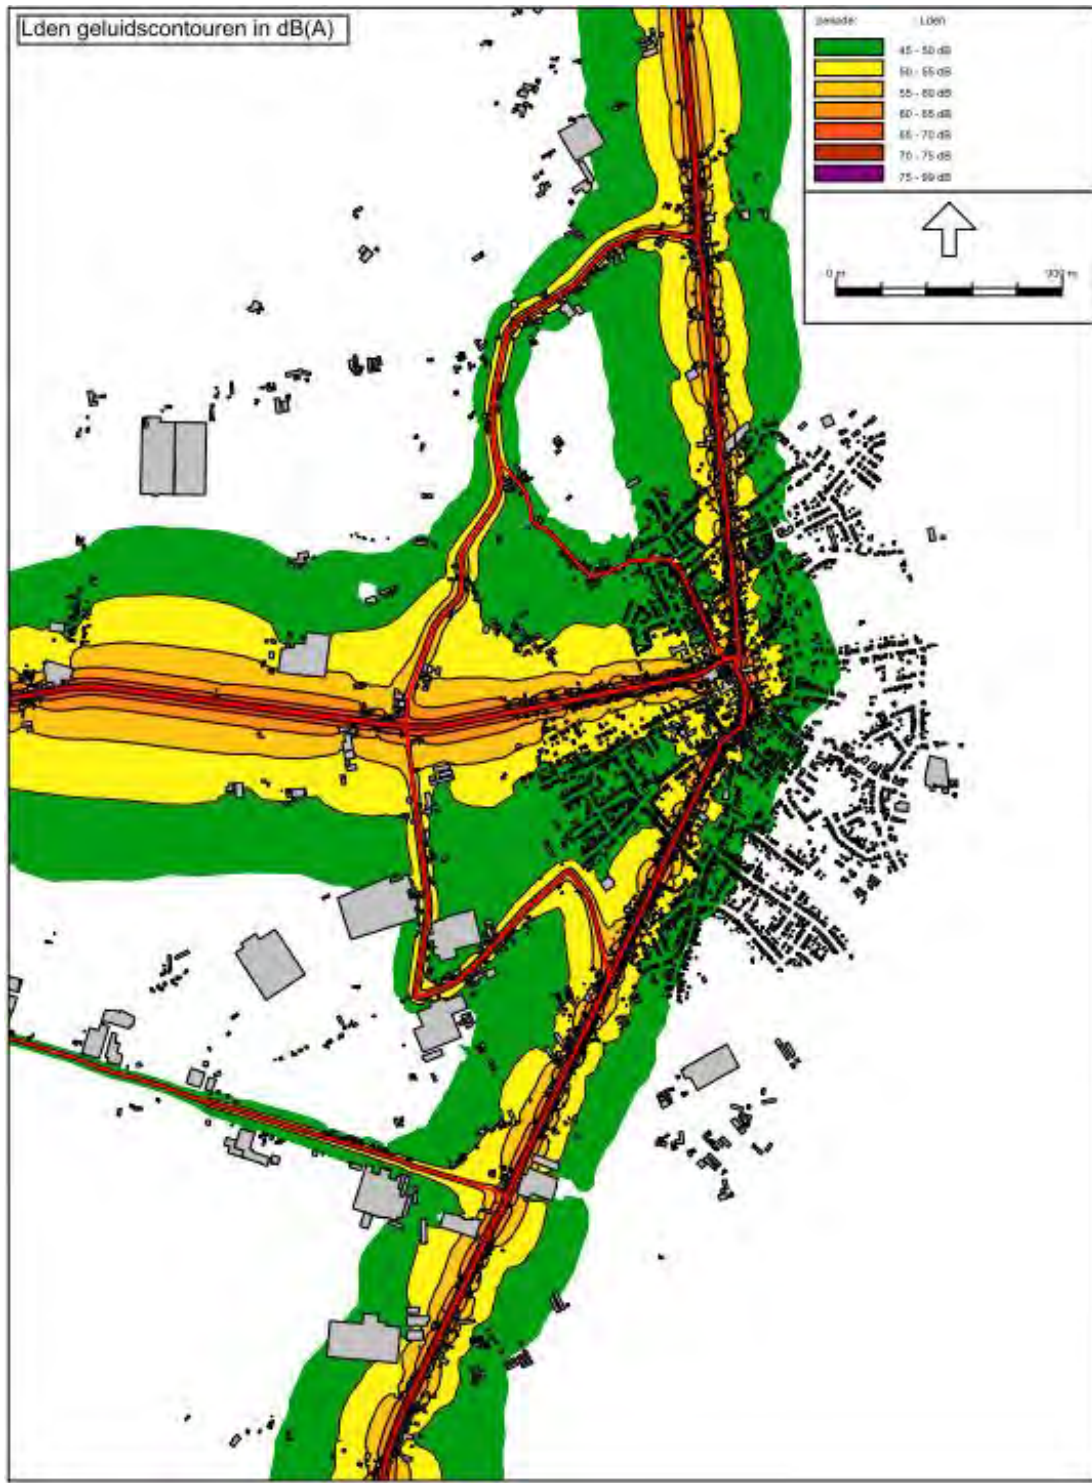 Lden geluidscontouren in dB(A)
periode: Lden
45 - 50 dB
50 - 55 dB
55 - 60 dB
60 - 65 dB
65 - 70 dB
70 - 75 dB
75 - 99 dB
0 m